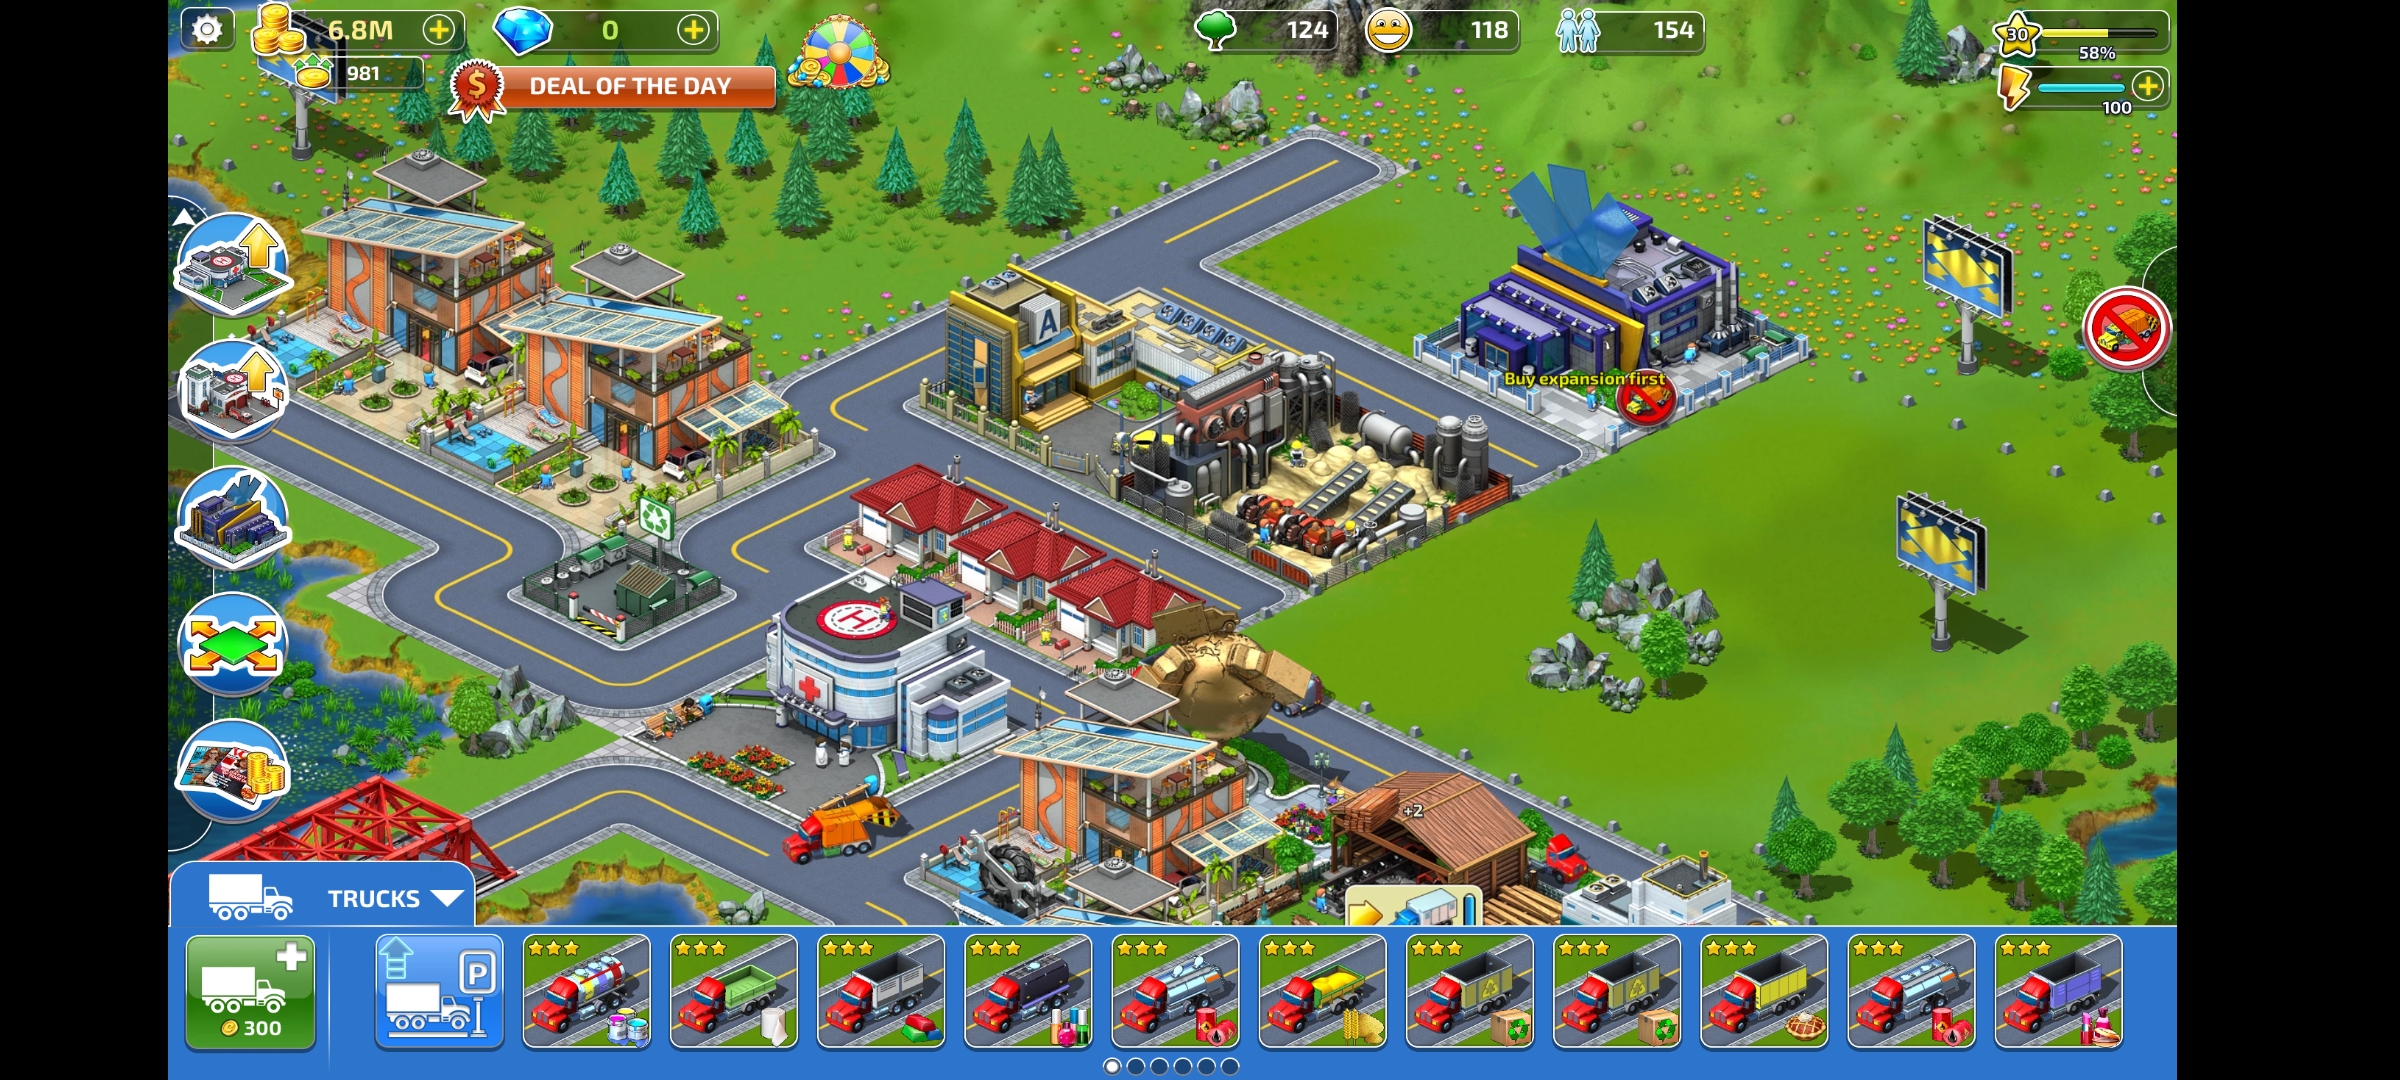 6.8M
0
124
118
154
30
58%
981
DEAL OF THE DAY
100
A
Buy expansion first
H
+2
TRUCKS
P
300